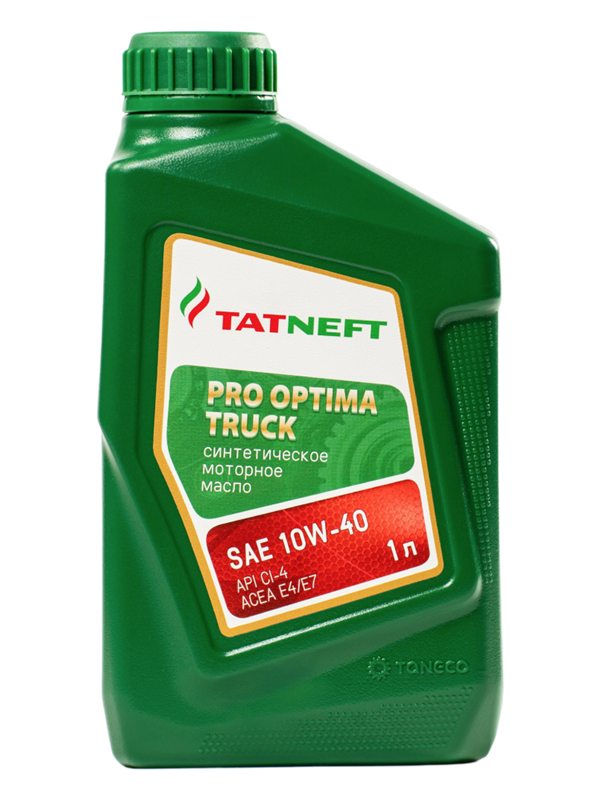 TATNEFT
PRO OPTIMA
TRUCK
синтетическое
моторное
масло
SAE 10W-40
1 л
API CI-4
ACEA E4/E7
TANECO